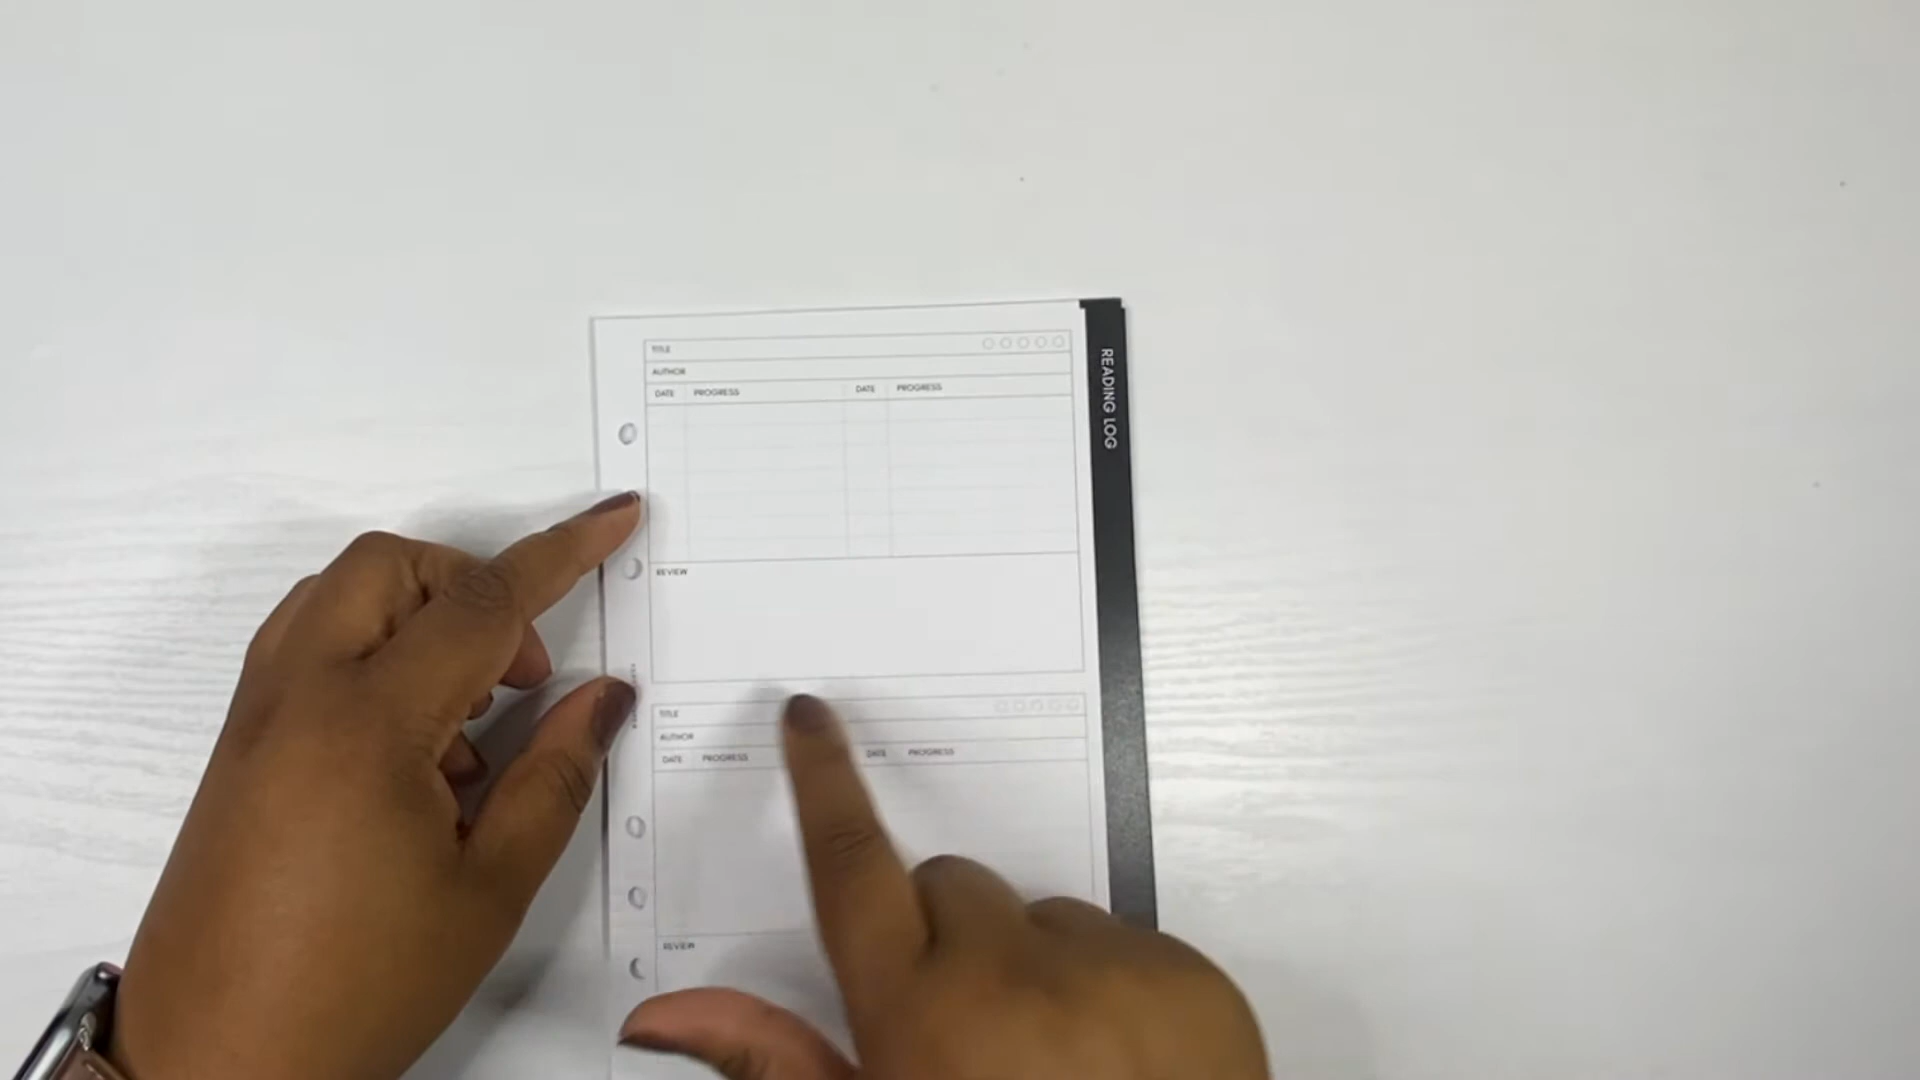 TITLE
AUTHOR
DATE PROGRESS DATE PROGRESS
REVIEW
TITLE
AUTHOR
DATE PROGRESS DATE PROGRESS
REVIEW
READING LOG